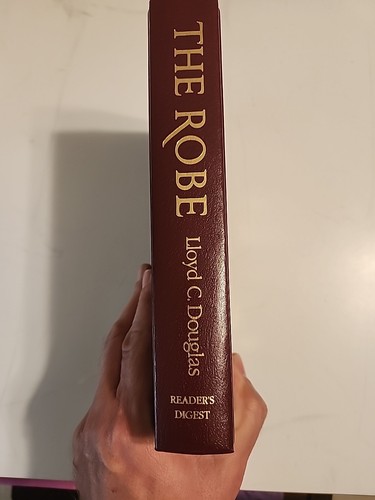 THE ROBE
Lloyd C. Douglas
READER'S
DIGEST